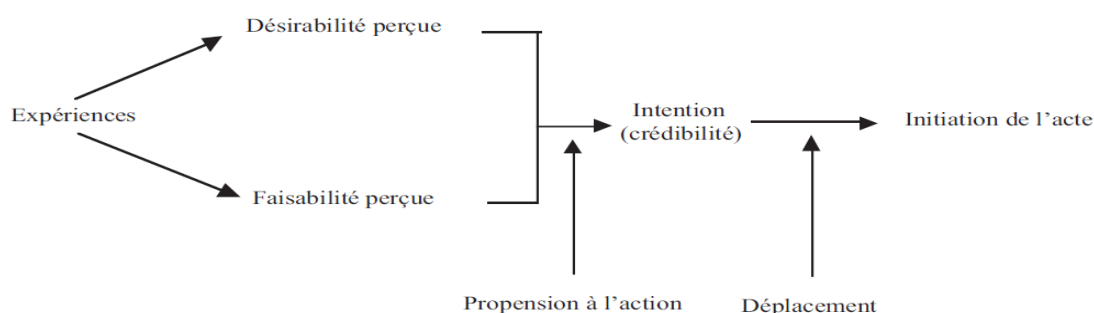 Désirabilité perçue
Expériences
Intention
(crédibilité)
Initiation de l'acte
Faisabilité perçue
Propension à l'action
Déplacement